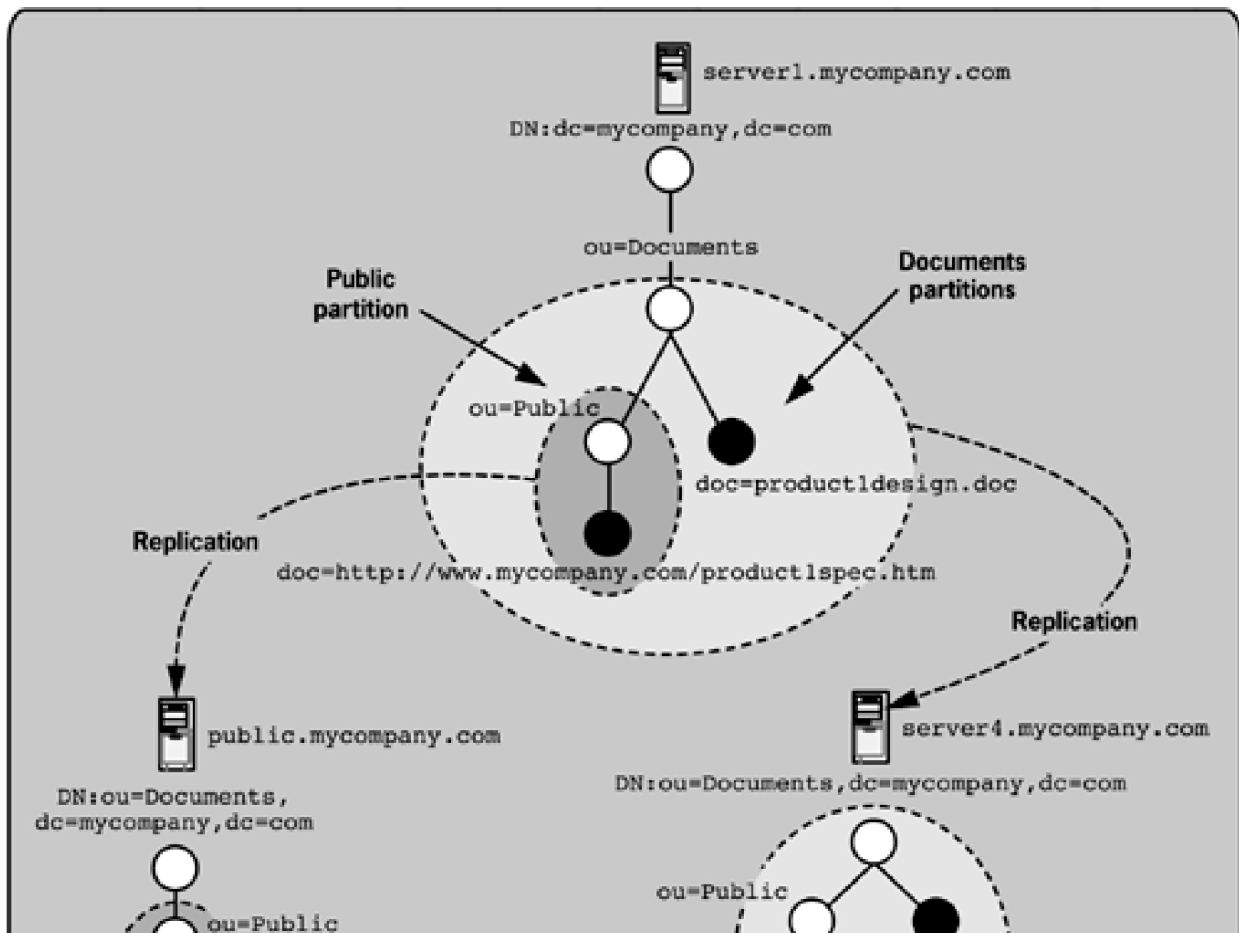 server1.mycompany.com
DN:dc=mycompany,dc=com
ou=Documents
Public
partition
Documents
partitions
ou=Public
doc=product1design.doc
Replication
doc=http://www.mycompany.com/product1spec.htm
Replication
public.mycompany.com
server4.mycompany.com
DN:ou=Documents,dc=mycompany,dc=com
DN:ou=Documents,
dc=mycompany,dc=com
ou=Public
ou=Public